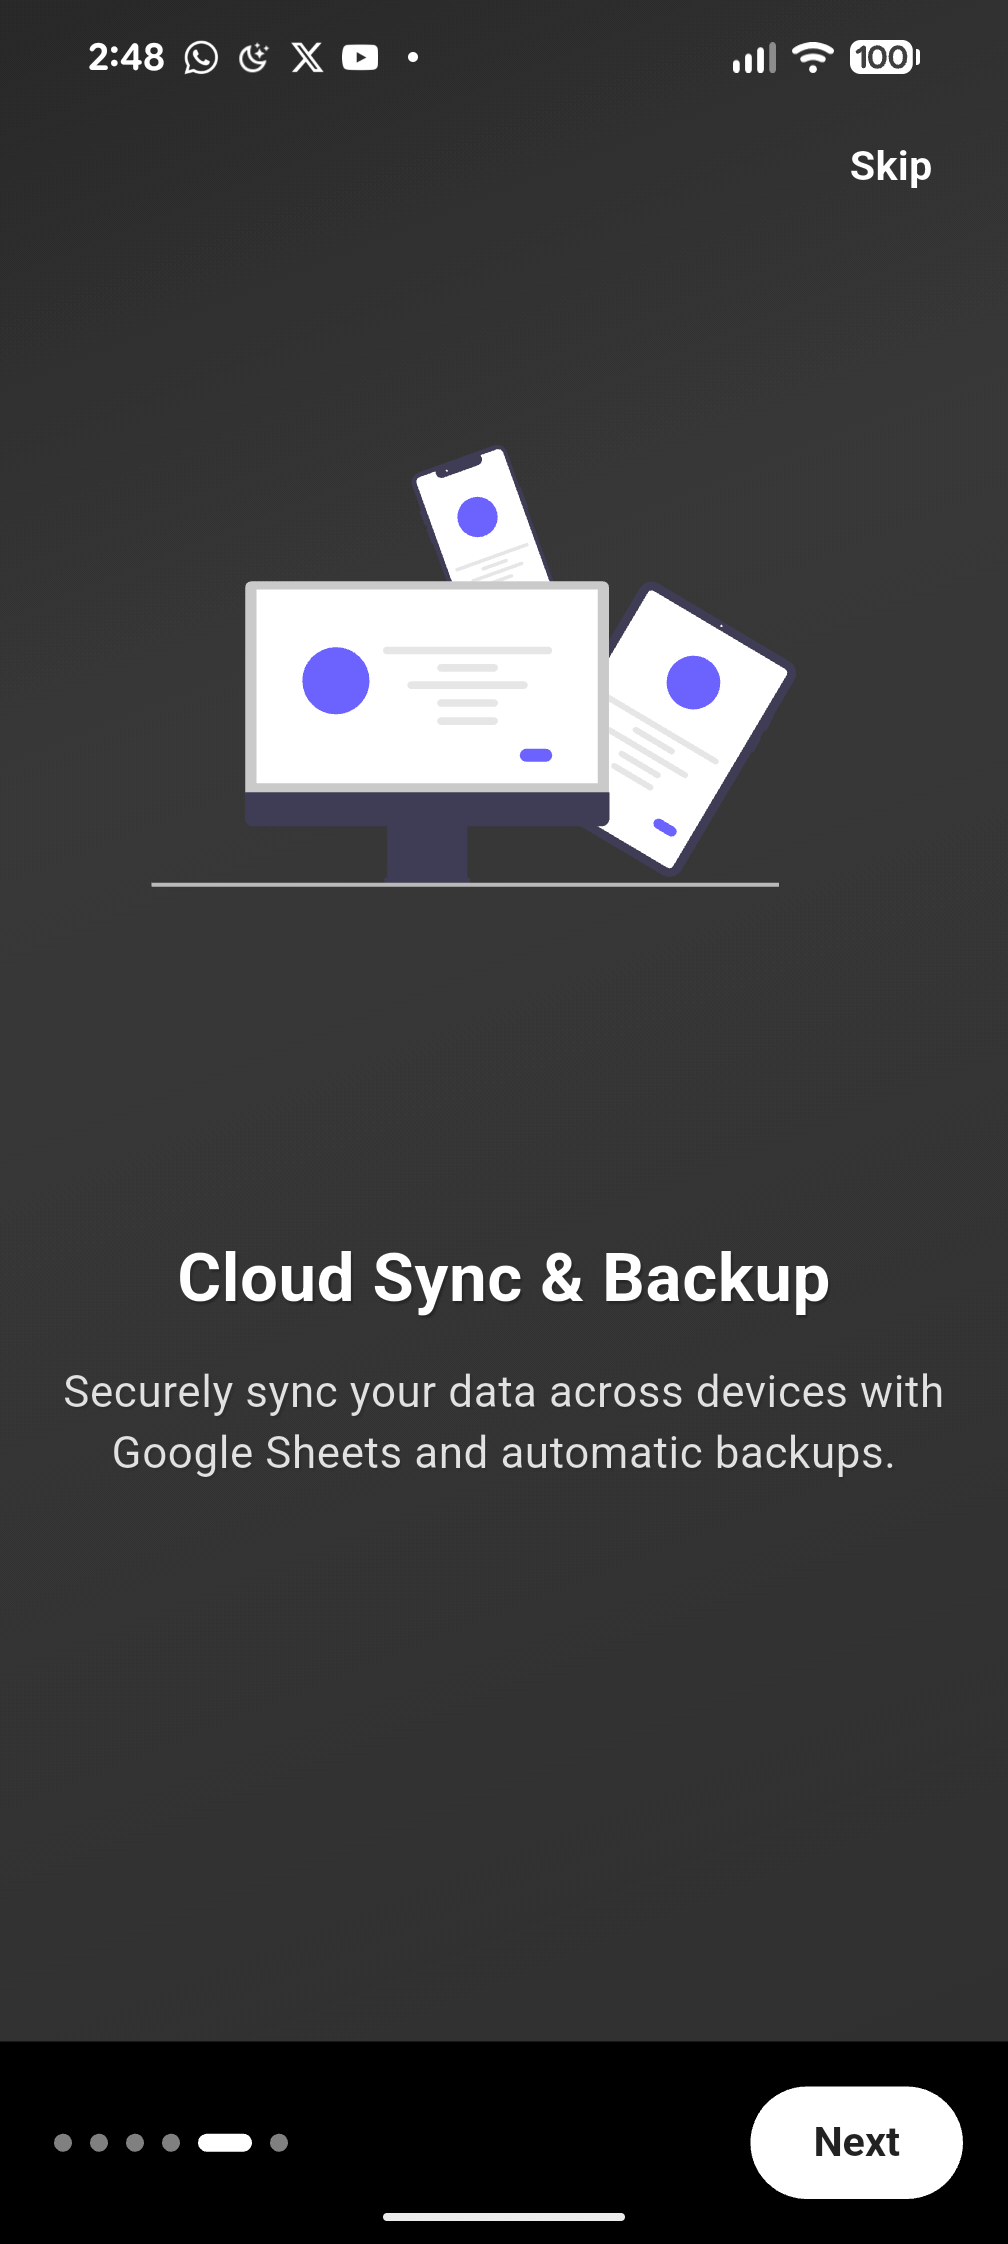 2:48
100
Skip
Cloud Sync & Backup
Securely sync your data across devices with
Google Sheets and automatic backups.
Next